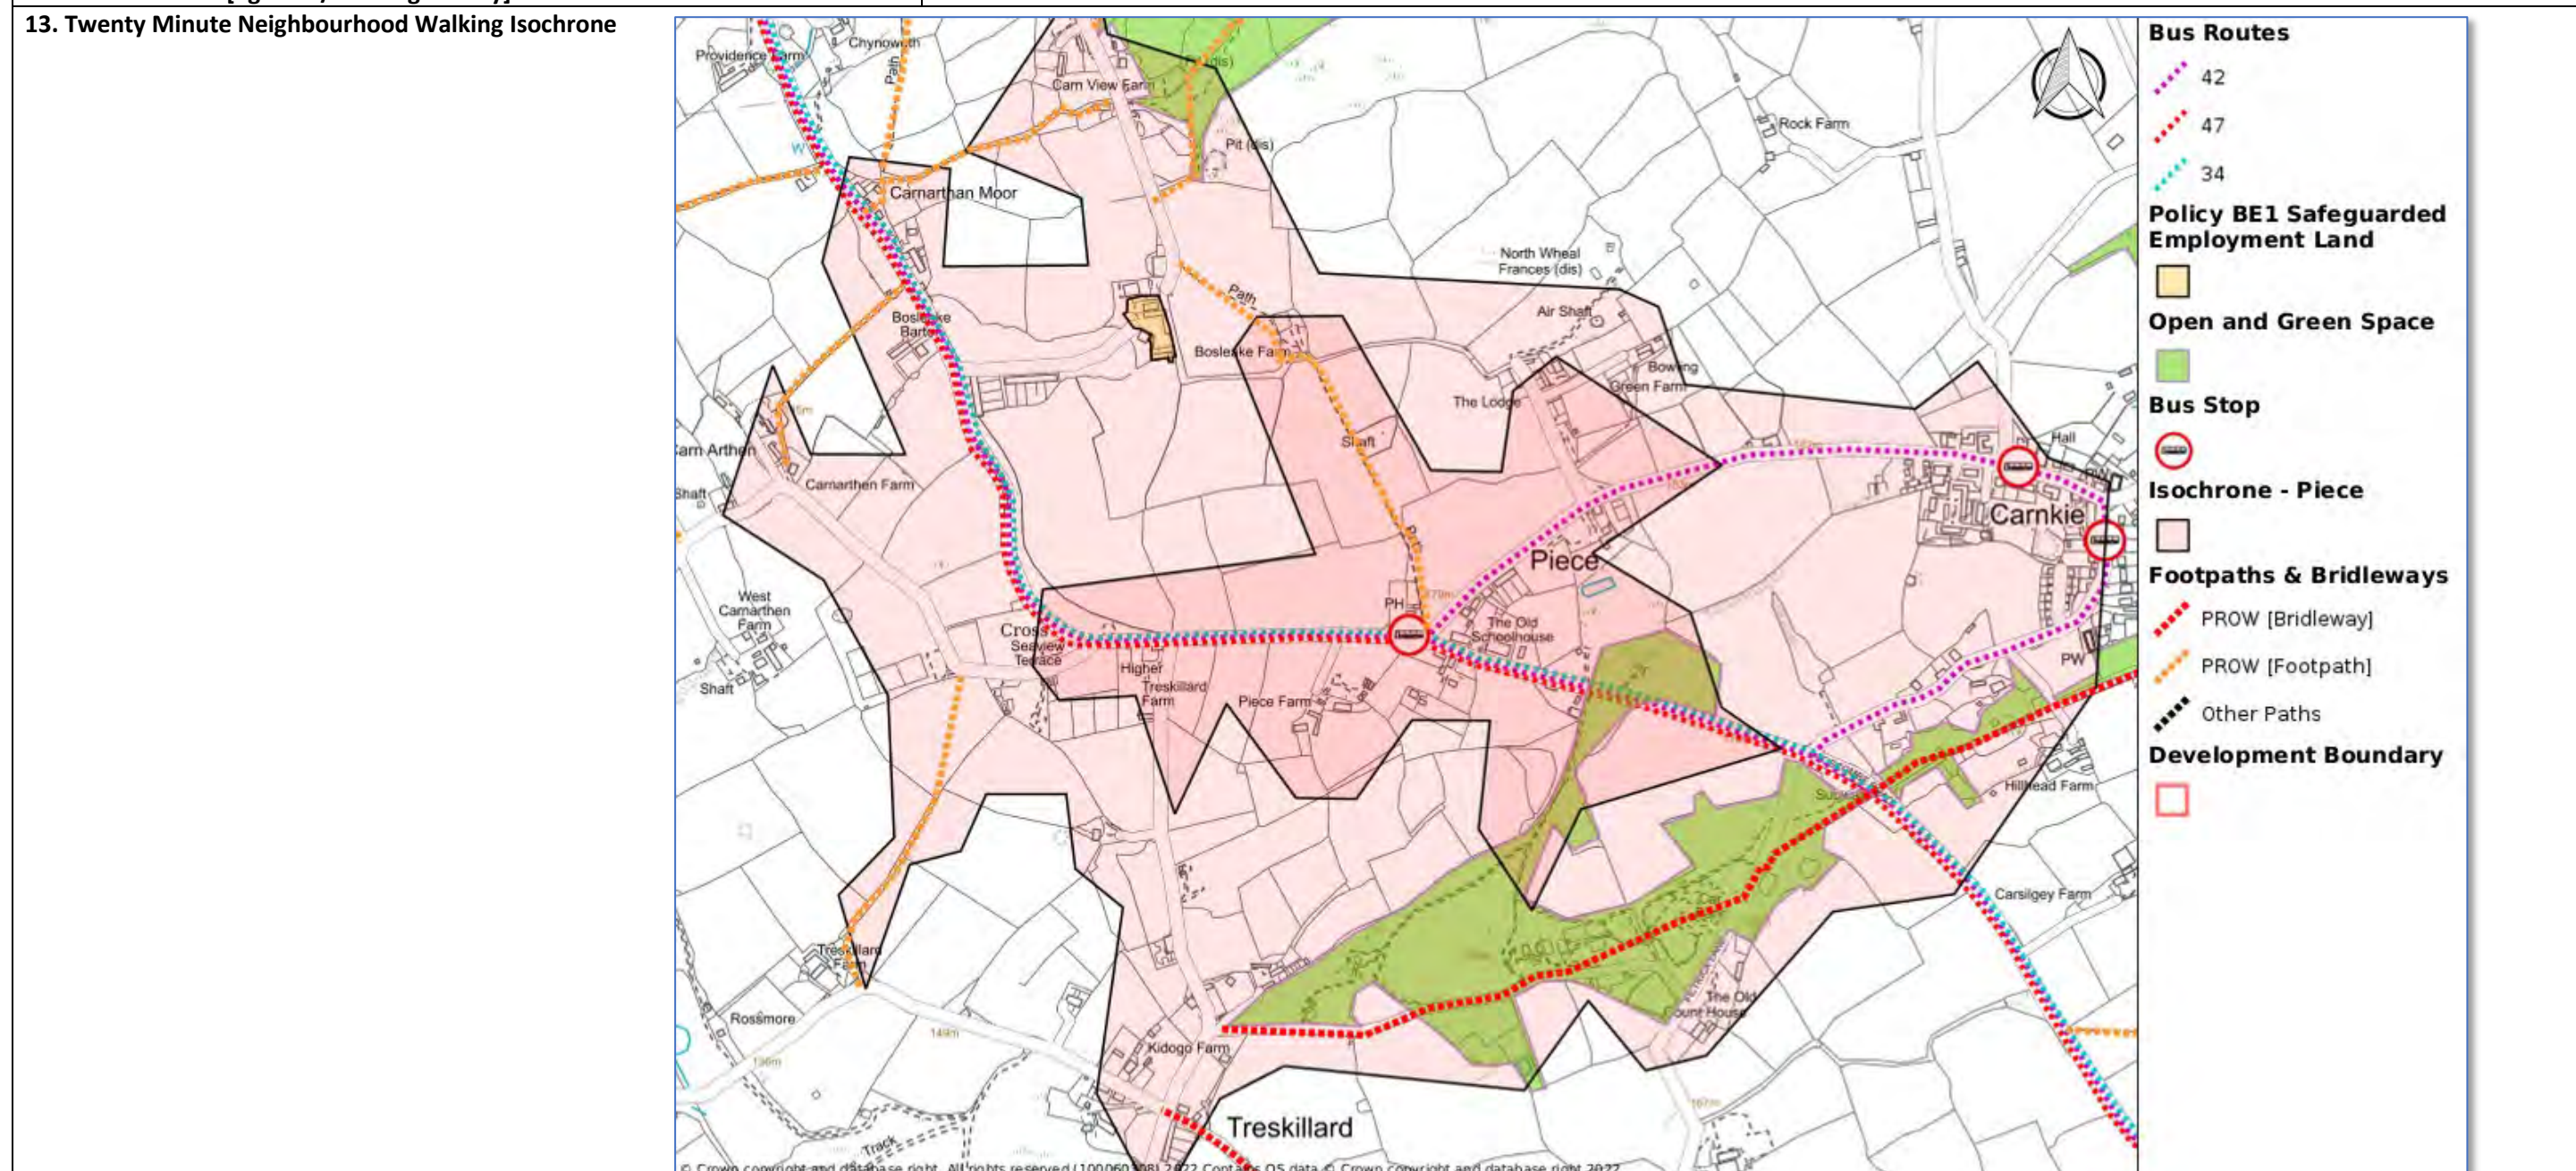 13. Twenty Minute Neighbourhood Walking Isochrone
Chynoweth
Path
Carn View Farm
Pit (dis)
Rock Farm
W
Carnarthan Moor
North Wheal
Frances (dis)
Path
Air Shaft
Bosleake Farm
Bowling
Green Farm
The Lodge
Shaft
Hall
Carnarthen Farm
Shaft
Carnkie
Piece
West
Carnarthen
Farm
PH
179m
The Old
Schoolhouse
Cross
Seaview
Terrace
Higher
Treskillard
Farm
Piece Farm
PW
Shaft
Hillhead Farm
Carsilgey Farm
Treskillard
Farm
The Old
Count House
Rossmore
149m
Kidogo Farm
Treskillard
Track
167m
Bus Routes
42
47
34
Policy BE1 Safeguarded
Employment Land
Open and Green Space
Bus Stop
Isochrone - Piece
Footpaths & Bridleways
PROW [Bridleway]
PROW [Footpath]
Other Paths
Development Boundary